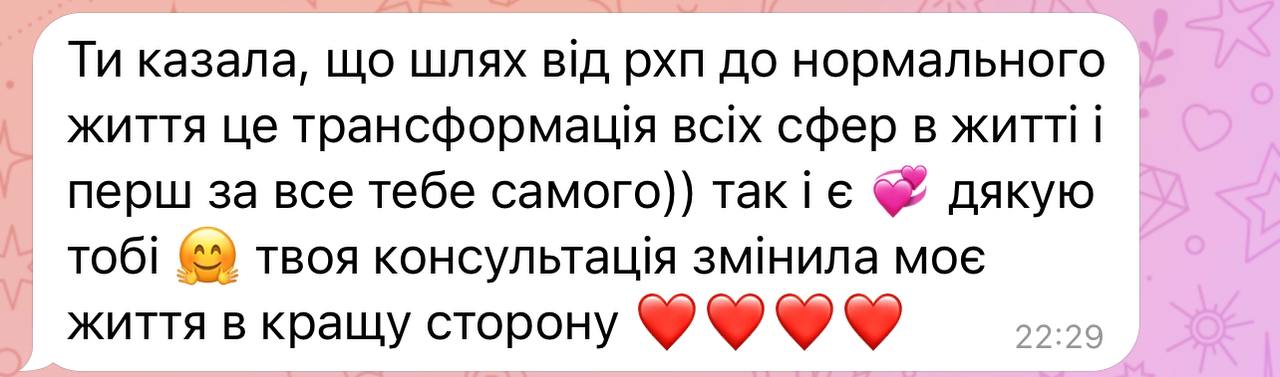 Ти казала, що шлях від рхп до нормального
життя це трансформація всіх сфер в житті і
перш за все тебе самого)) так і є 💞 дякую
тобі 🤗 твоя консультація змінила моє
життя в кращу сторону ❤️❤️❤️❤️
22:29